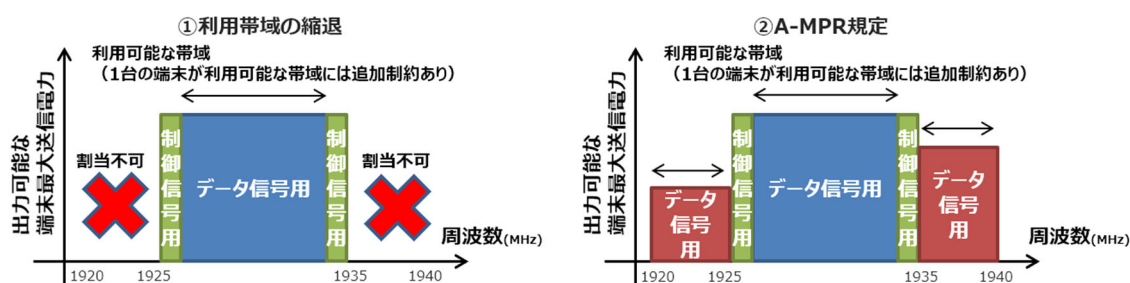 ①利用帯域の縮退
利用可能な帯域
（1台の端末が利用可能な帯域には追加制約あり）
出力可能な
端末最大送信電力
割当不可
制御信号用
データ信号用
制御信号用
割当不可
周波数(MHz)
1920
1925
1935
1940
②A-MPR規定
利用可能な帯域
（1台の端末が利用可能な帯域には追加制約あり）
出力可能な
端末最大送信電力
データ
信号
用
制御信号用
データ信号用
制御信号用
データ
信号
用
周波数(MHz)
1920
1925
1935
1940